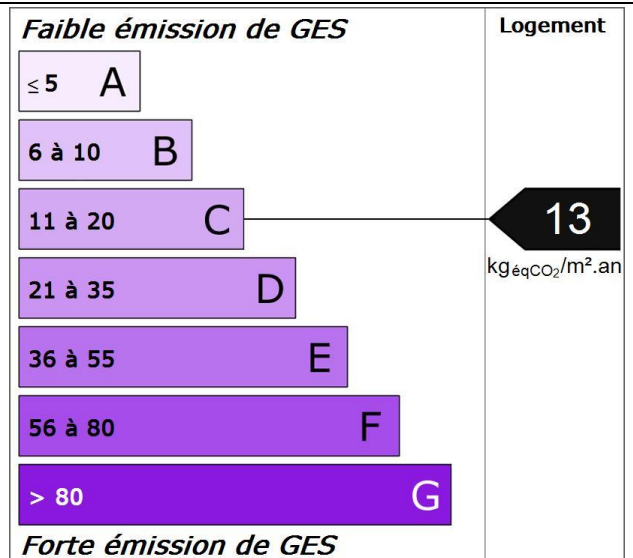 Faible émission de GES
Logement
≤ 5 A
6 à 10 B
11 à 20 C
13
kgéqCO₂/m².an
21 à 35 D
36 à 55 E
56 à 80 F
> 80 G
Forte émission de GES